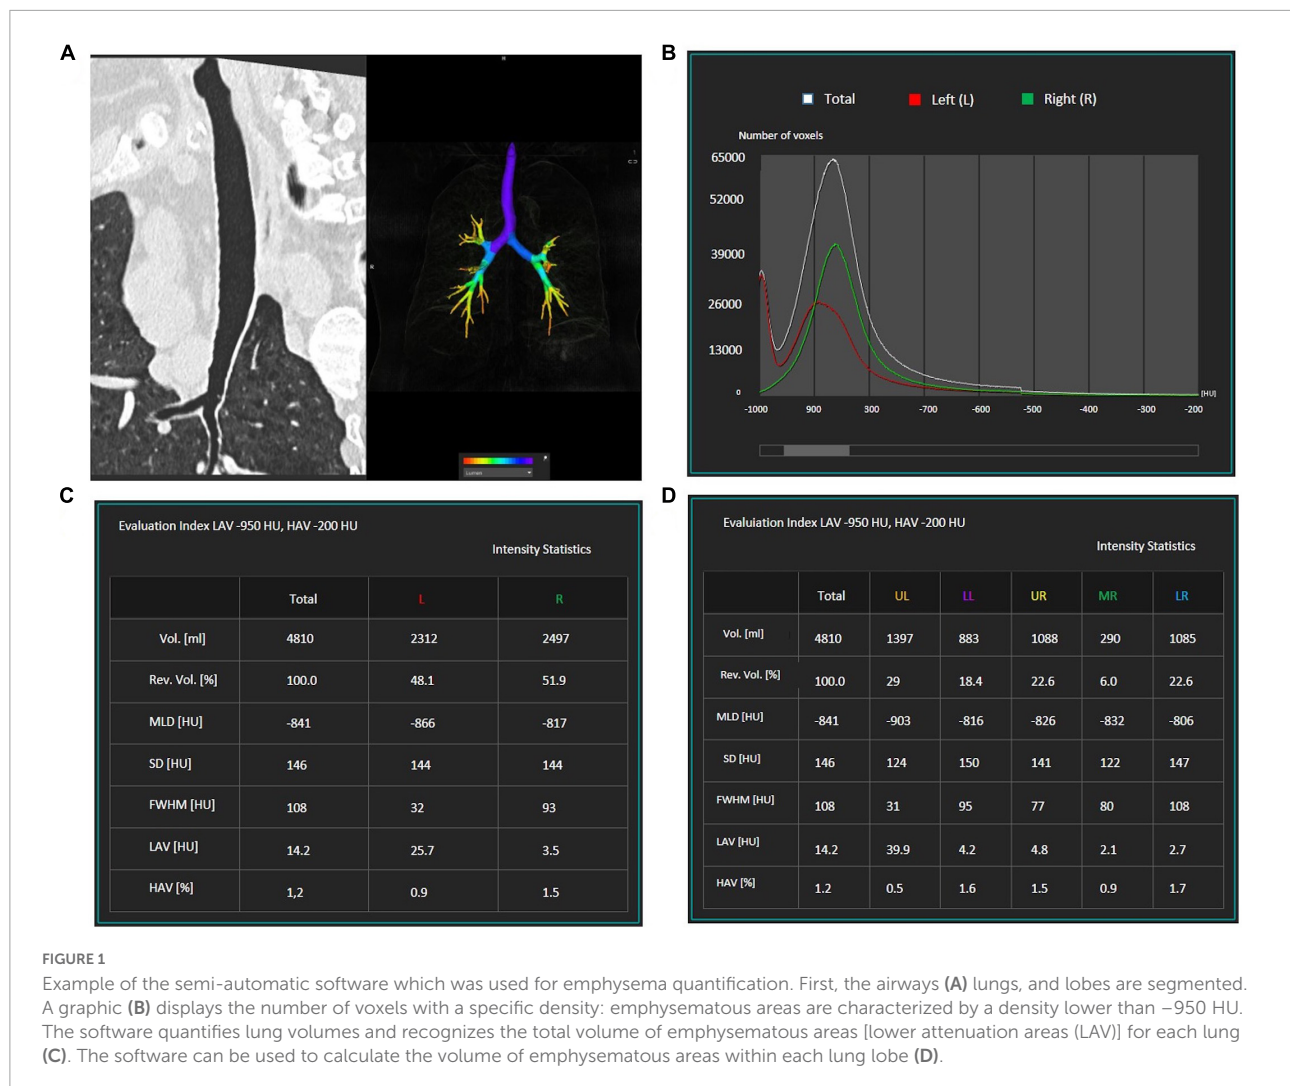 A
R
R
Lumen
B
Total Left (L) Right (R)
Number of voxels
65000
52000
39000
26000
13000
0
-1000 900 300 -700 -600 -500 -400 -300 -200 [HU]
C
Evaluation Index LAV -950 HU, HAV -200 HU
Intensity Statistics
Total L R
Vol. [ml] 4810 2312 2497
Rev. Vol. [%] 100.0 48.1 51.9
MLD [HU] -841 -866 -817
SD [HU] 146 144 144
FWHM [HU] 108 32 93
LAV [HU] 14.2 25.7 3.5
HAV [%] 1,2 0.9 1.5
D
Evaluiation Index LAV -950 HU, HAV -200 HU
Intensity Statistics
Total UL LL UR MR LR
Vol. [ml] 4810 1397 883 1088 290 1085
Rev. Vol. [%] 100.0 29 18.4 22.6 6.0 22.6
MLD [HU] -841 -903 -816 -826 -832 -806
SD [HU] 146 124 150 141 122 147
FWHM [HU] 108 31 95 77 80 108
LAV [HU] 14.2 39.9 4.2 4.8 2.1 2.7
HAV [%] 1.2 0.5 1.6 1.5 0.9 1.7
FIGURE 1
Example of the semi-automatic software which was used for emphysema quantification. First, the airways (A) lungs, and lobes are segmented.
A graphic (B) displays the number of voxels with a specific density: emphysematous areas are characterized by a density lower than −950 HU.
The software quantifies lung volumes and recognizes the total volume of emphysematous areas [lower attenuation areas (LAV)] for each lung
(C). The software can be used to calculate the volume of emphysematous areas within each lung lobe (D).